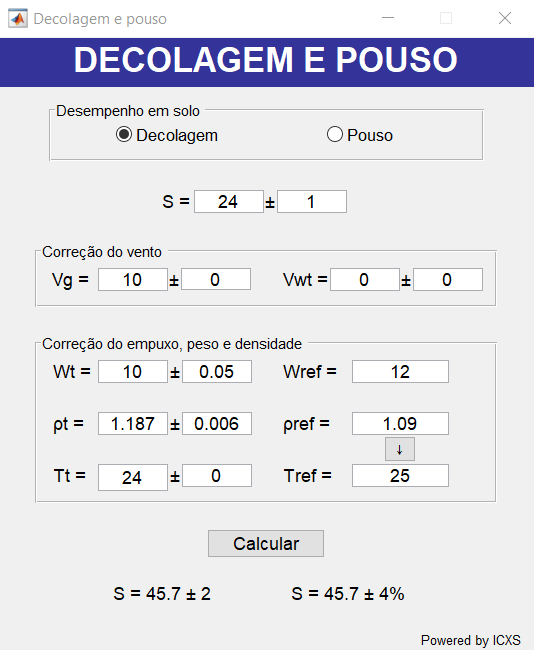 Decolagem e pouso
DECOLAGEM E POUSO
Desempenho em solo
Decolagem Pouso
S = 24 ± 1
Correção do vento
Vg = 10 ± 0 Vwt = 0 ± 0
Correção do empuxo, peso e densidade
Wt = 10 ± 0.05 Wref = 12
ρt = 1.187 ± 0.006 ρref = 1.09
↓
Tt = 24 ± 0 Tref = 25
Calcular
S = 45.7 ± 2 S = 45.7 ± 4%
Powered by ICXS